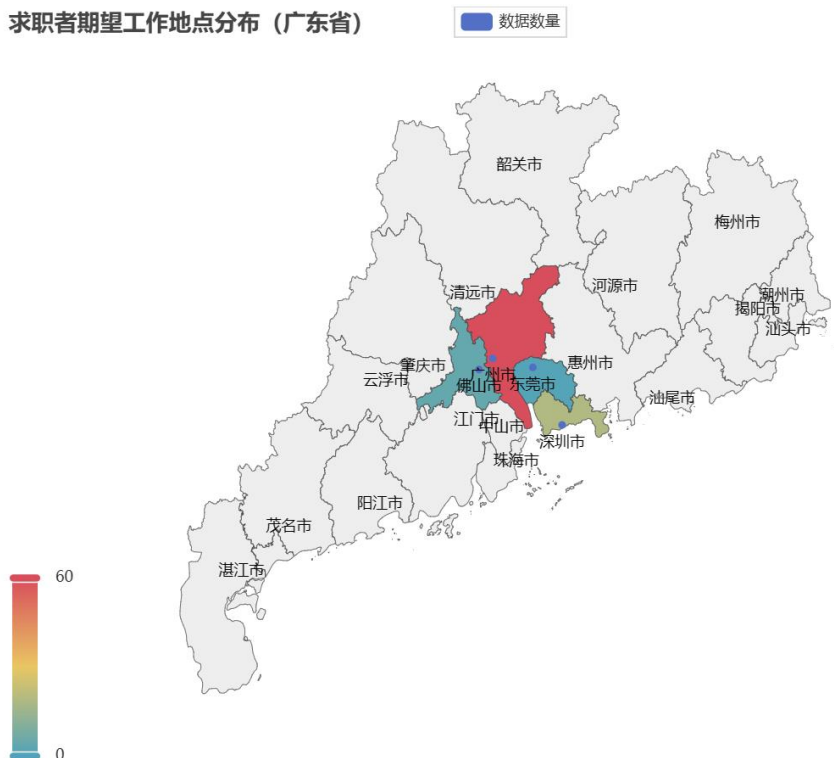 求职者期望工作地点分布（广东省）
数据数量
韶关市
梅州市
清远市
河源市
潮州市
揭阳市
汕头市
肇庆市
惠州市
云浮市
广州市
佛山市
东莞市
汕尾市
江门市
中山市
深圳市
珠海市
阳江市
茂名市
湛江市
60
0